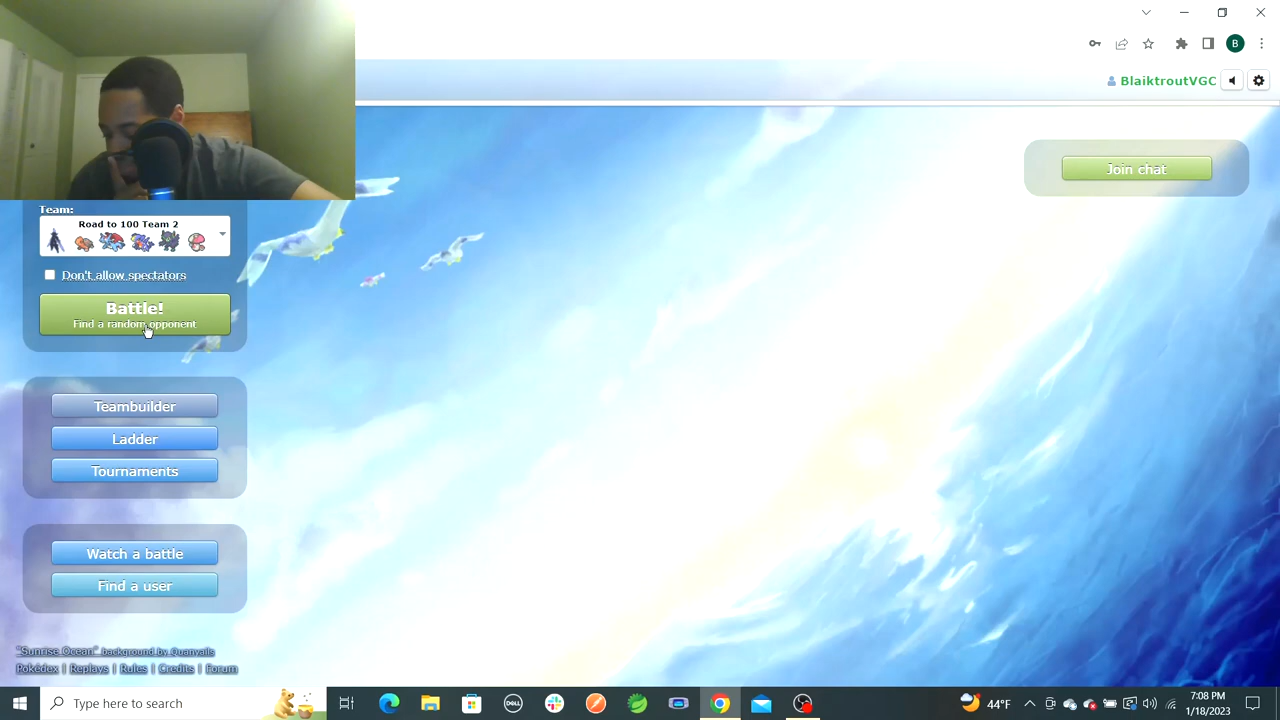 B
BlaiktroutVGC
Join chat
Team:
Road to 100 Team 2
Don't allow spectators
Battle!
Find a random opponent
Teambuilder
Ladder
Tournaments
Watch a battle
Find a user
"Sunrise Ocean" background by Quanyails
Pokédex | Replays | Rules | Credits | Forum
Type here to search
DELL
44°F
7:08 PM
1/18/2023